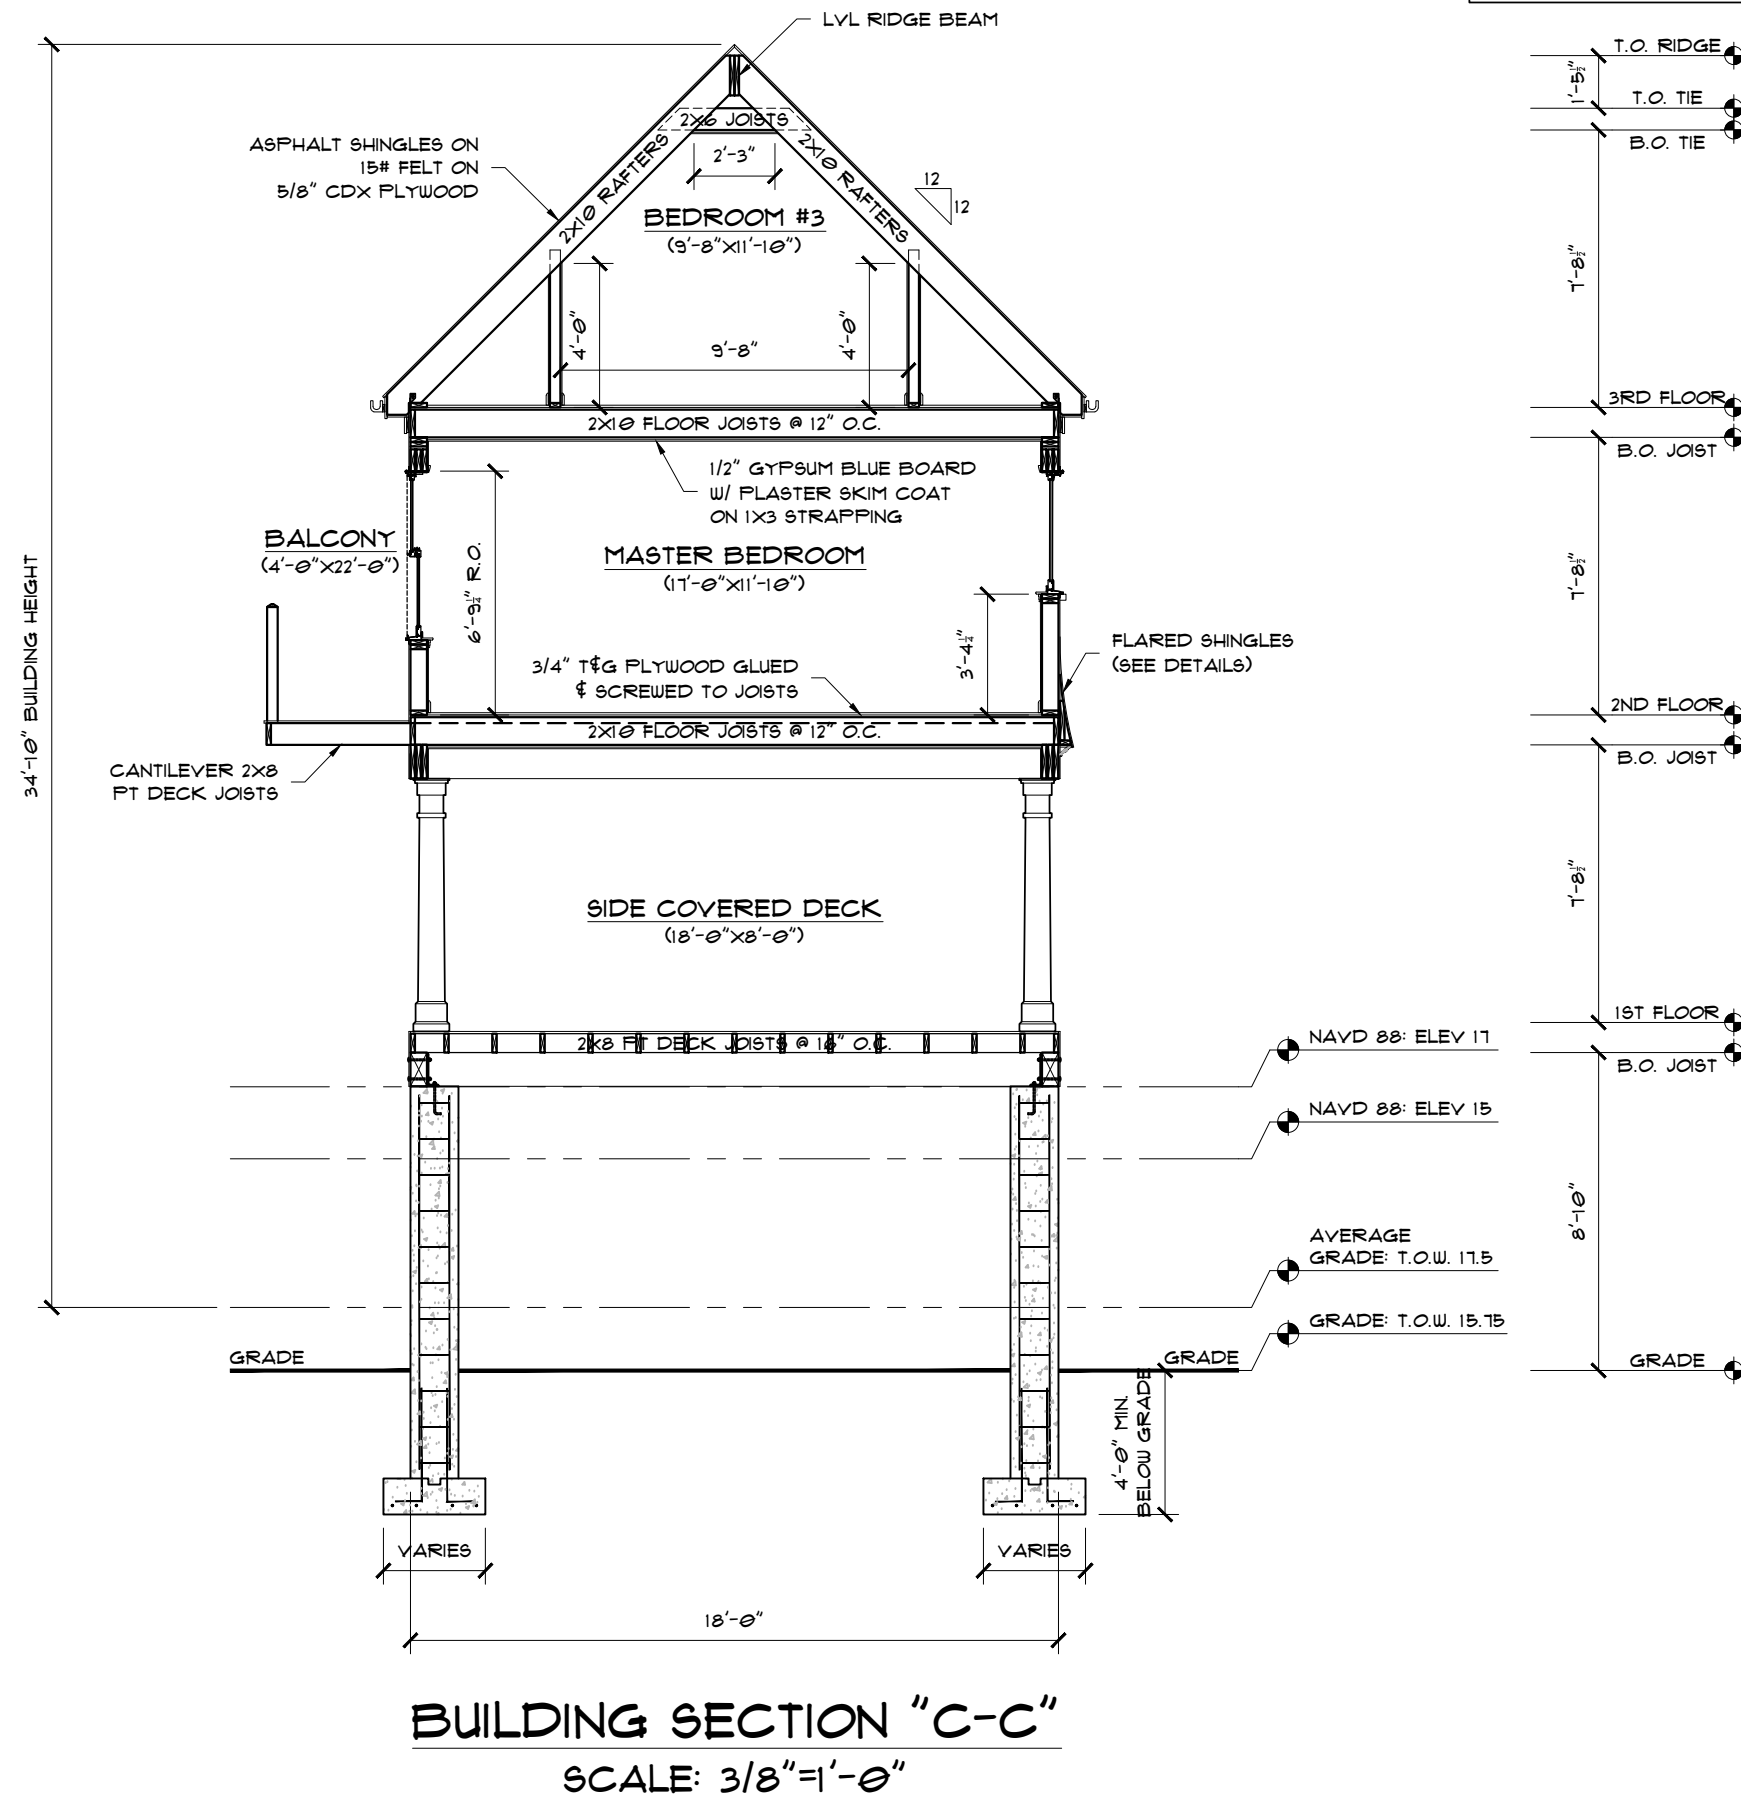 LVL RIDGE BEAM
T.O. RIDGE
1'-5½"
T.O. TIE
B.O. TIE
2X6 JOISTS
ASPHALT SHINGLES ON
15# FELT ON
5/8" CDX PLYWOOD
2X10 RAFTERS
2X10 RAFTERS
2'-3"
12
12
BEDROOM #3
(9'-8"X11'-10")
7'-8½"
4'-0"
9'-8"
4'-0"
3RD FLOOR
2X10 FLOOR JOISTS @ 12" O.C.
B.O. JOIST
1/2" GYPSUM BLUE BOARD
W/ PLASTER SKIM COAT
ON 1X3 STRAPPING
BALCONY
(4'-0"X22'-0")
6'-9¼" R.O.
MASTER BEDROOM
(17'-0"X11'-10")
7'-8½"
34'-10" BUILDING HEIGHT
3'-4¼"
FLARED SHINGLES
(SEE DETAILS)
3/4" T&G PLYWOOD GLUED
& SCREWED TO JOISTS
2ND FLOOR
2X10 FLOOR JOISTS @ 12" O.C.
B.O. JOIST
CANTILEVER 2X8
PT DECK JOISTS
7'-8½"
SIDE COVERED DECK
(18'-0"X8'-0")
1ST FLOOR
2X8 PT DECK JOISTS @ 16" O.C.
NAVD 88: ELEV 17
B.O. JOIST
NAVD 88: ELEV 15
8'-10"
AVERAGE
GRADE: T.O.W. 17.5
GRADE: T.O.W. 15.75
GRADE
GRADE
GRADE
4'-0" MIN.
BELOW GRADE
VARIES
VARIES
18'-0"
BUILDING SECTION "C-C"
SCALE: 3/8"=1'-0"